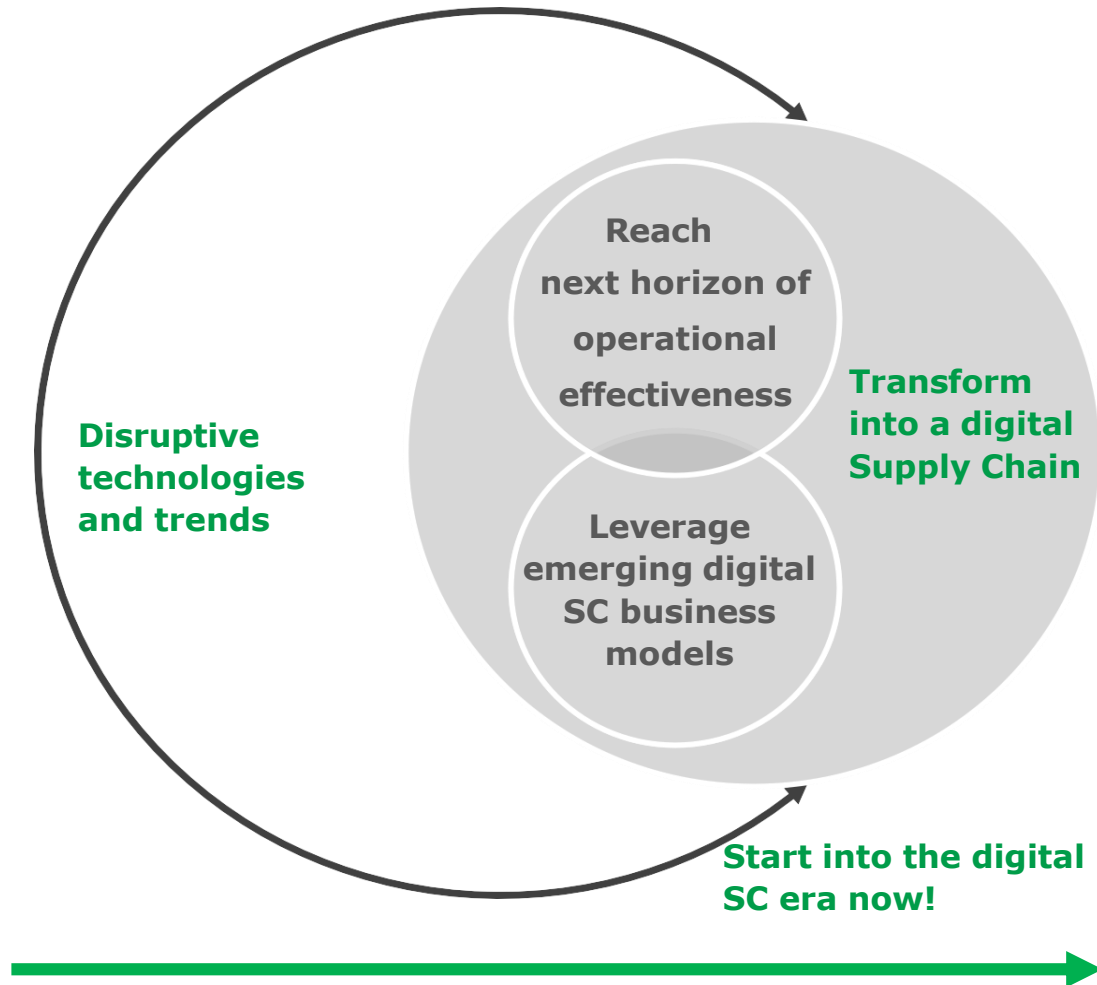 Reach
next horizon of
operational
effectiveness
Disruptive
technologies
and trends
Transform
into a digital
Supply Chain
Leverage
emerging digital
SC business
models
Start into the digital
SC era now!